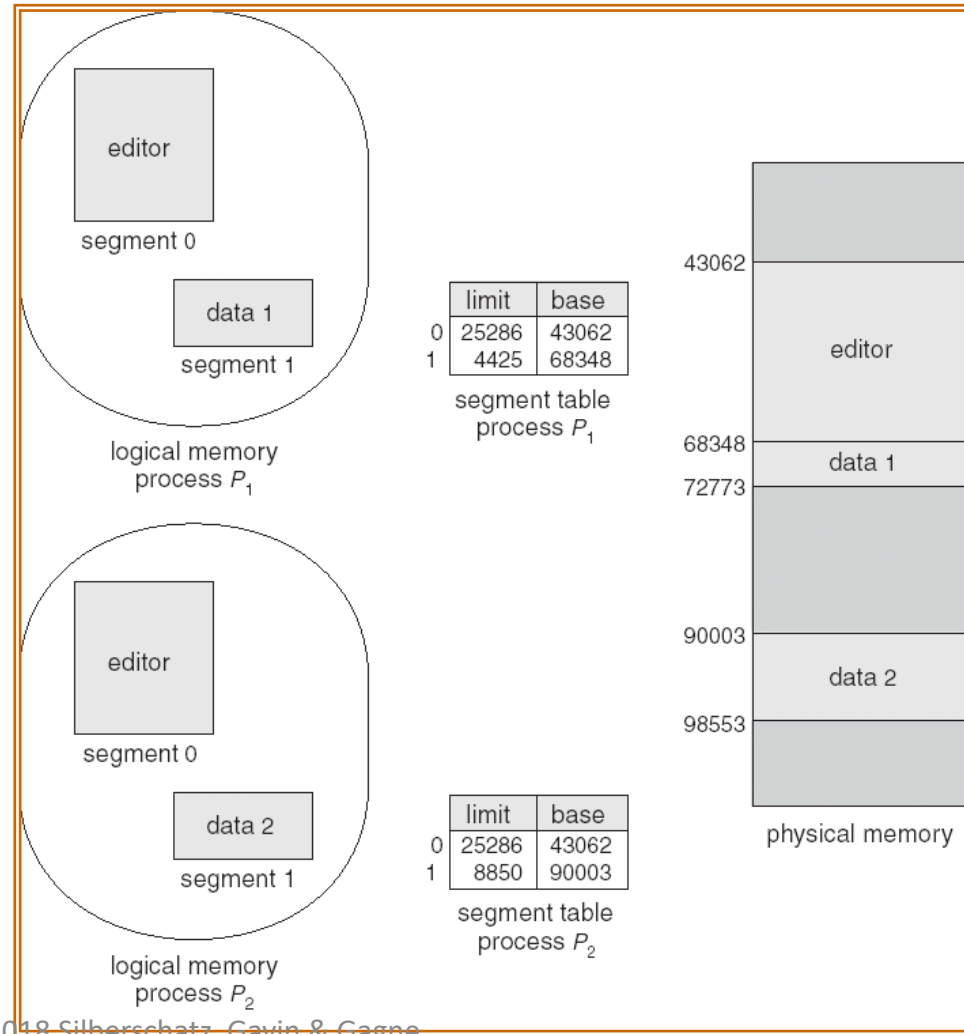 editor
segment 0
data 1
segment 1
logical memory
process P1
limit base
0 25286 43062
1 4425 68348
segment table
process P1
43062
editor
68348
data 1
72773
90003
data 2
98553
physical memory
editor
segment 0
data 2
segment 1
logical memory
process P2
limit base
0 25286 43062
1 8850 90003
segment table
process P2
018 Silberschatz, Gavin & Gagne